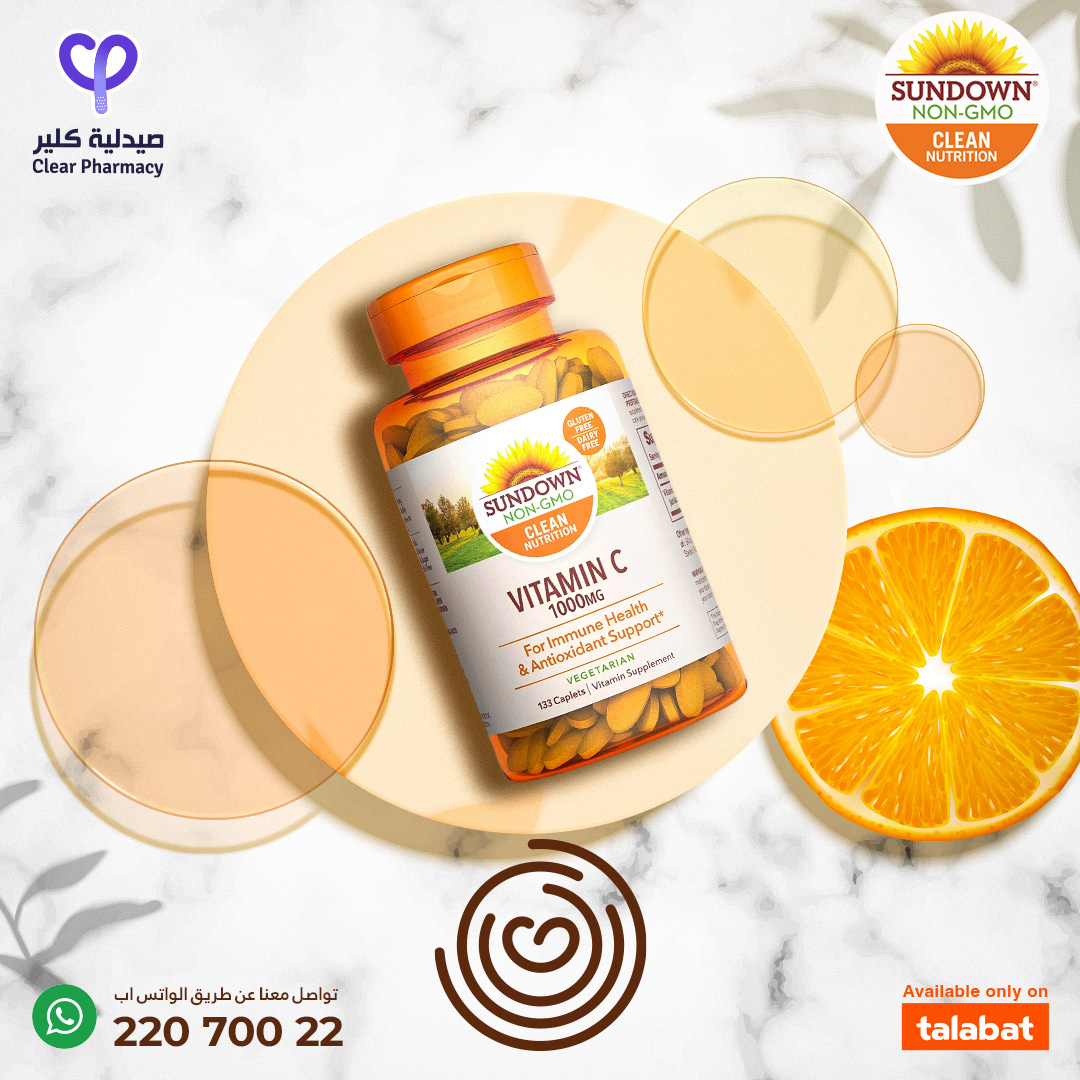 صيدلية كلير
Clear Pharmacy
SUNDOWN®
NON-GMO
CLEAN
NUTRITION
GLUTEN
FREE
DAIRY
FREE
SUNDOWN®
NON-GMO
CLEAN
NUTRITION
VITAMIN C
1000MG
For Immune Health
& Antioxidant Support*
VEGETARIAN
133 Caplets | Vitamin Supplement
تواصل معنا عن طريق الواتس اب
220 700 22
Available only on
talabat